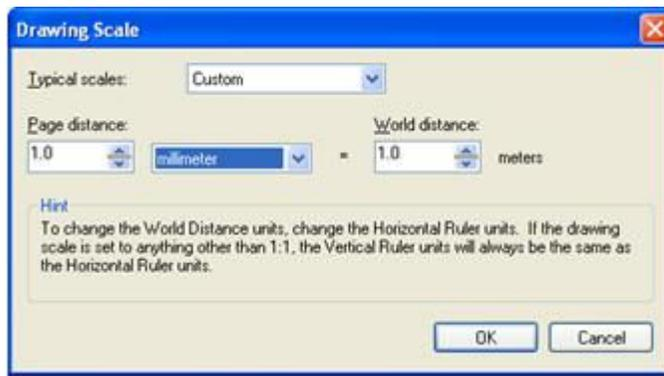 Drawing Scale
Typical scales: Custom
Page distance: World distance:
1.0 millimeter = 1.0 meters
Hint
To change the World Distance units, change the Horizontal Ruler units. If the drawing
scale is set to anything other than 1:1, the Vertical Ruler units will always be the same as
the Horizontal Ruler units.
OK Cancel